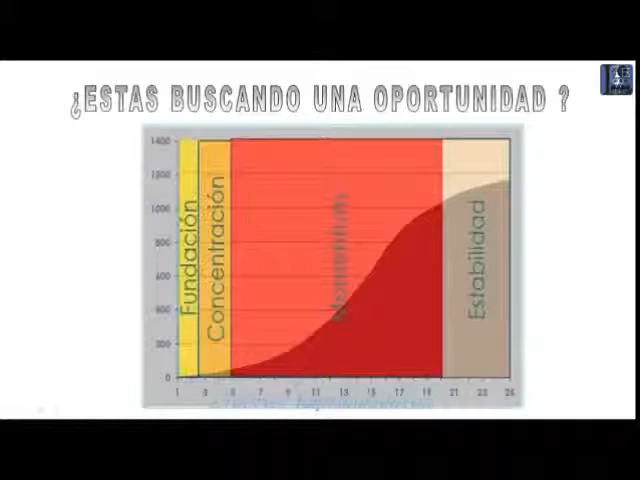 ¿ESTAS BUSCANDO UNA OPORTUNIDAD ?
1400
1200
1000
800
600
400
200
0
Fundación
Concentración
Momentum
Estabilidad
1 3 5 7 9 11 13 15 17 19 21 23 25